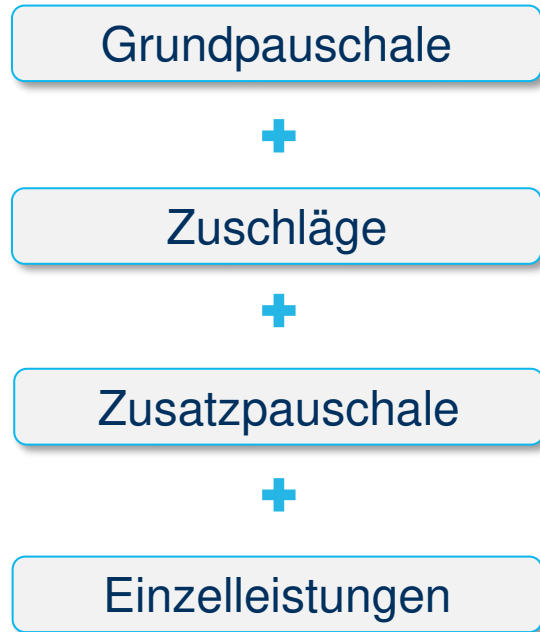 Grundpauschale
+
Zuschläge
+
Zusatzpauschale
+
Einzelleistungen